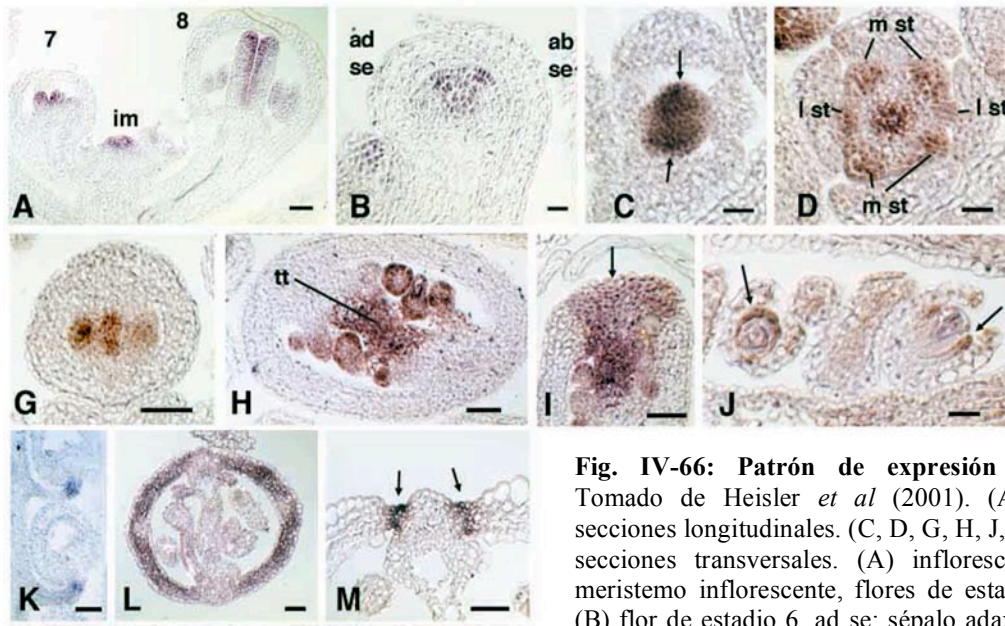 7
8
im
A
ad
se
ab
se
B
C
m st
l st
l st
m st
D
G
tt
H
I
J
K
L
M
Fig. IV-66: Patrón de expresión
Tomado de Heisler et al (2001). (A
secciones longitudinales. (C, D, G, H, J,
secciones transversales. (A) infloresc
meristemo inflorescente, flores de esta
(B) flor de estadio 6, ad se: sépalo ada